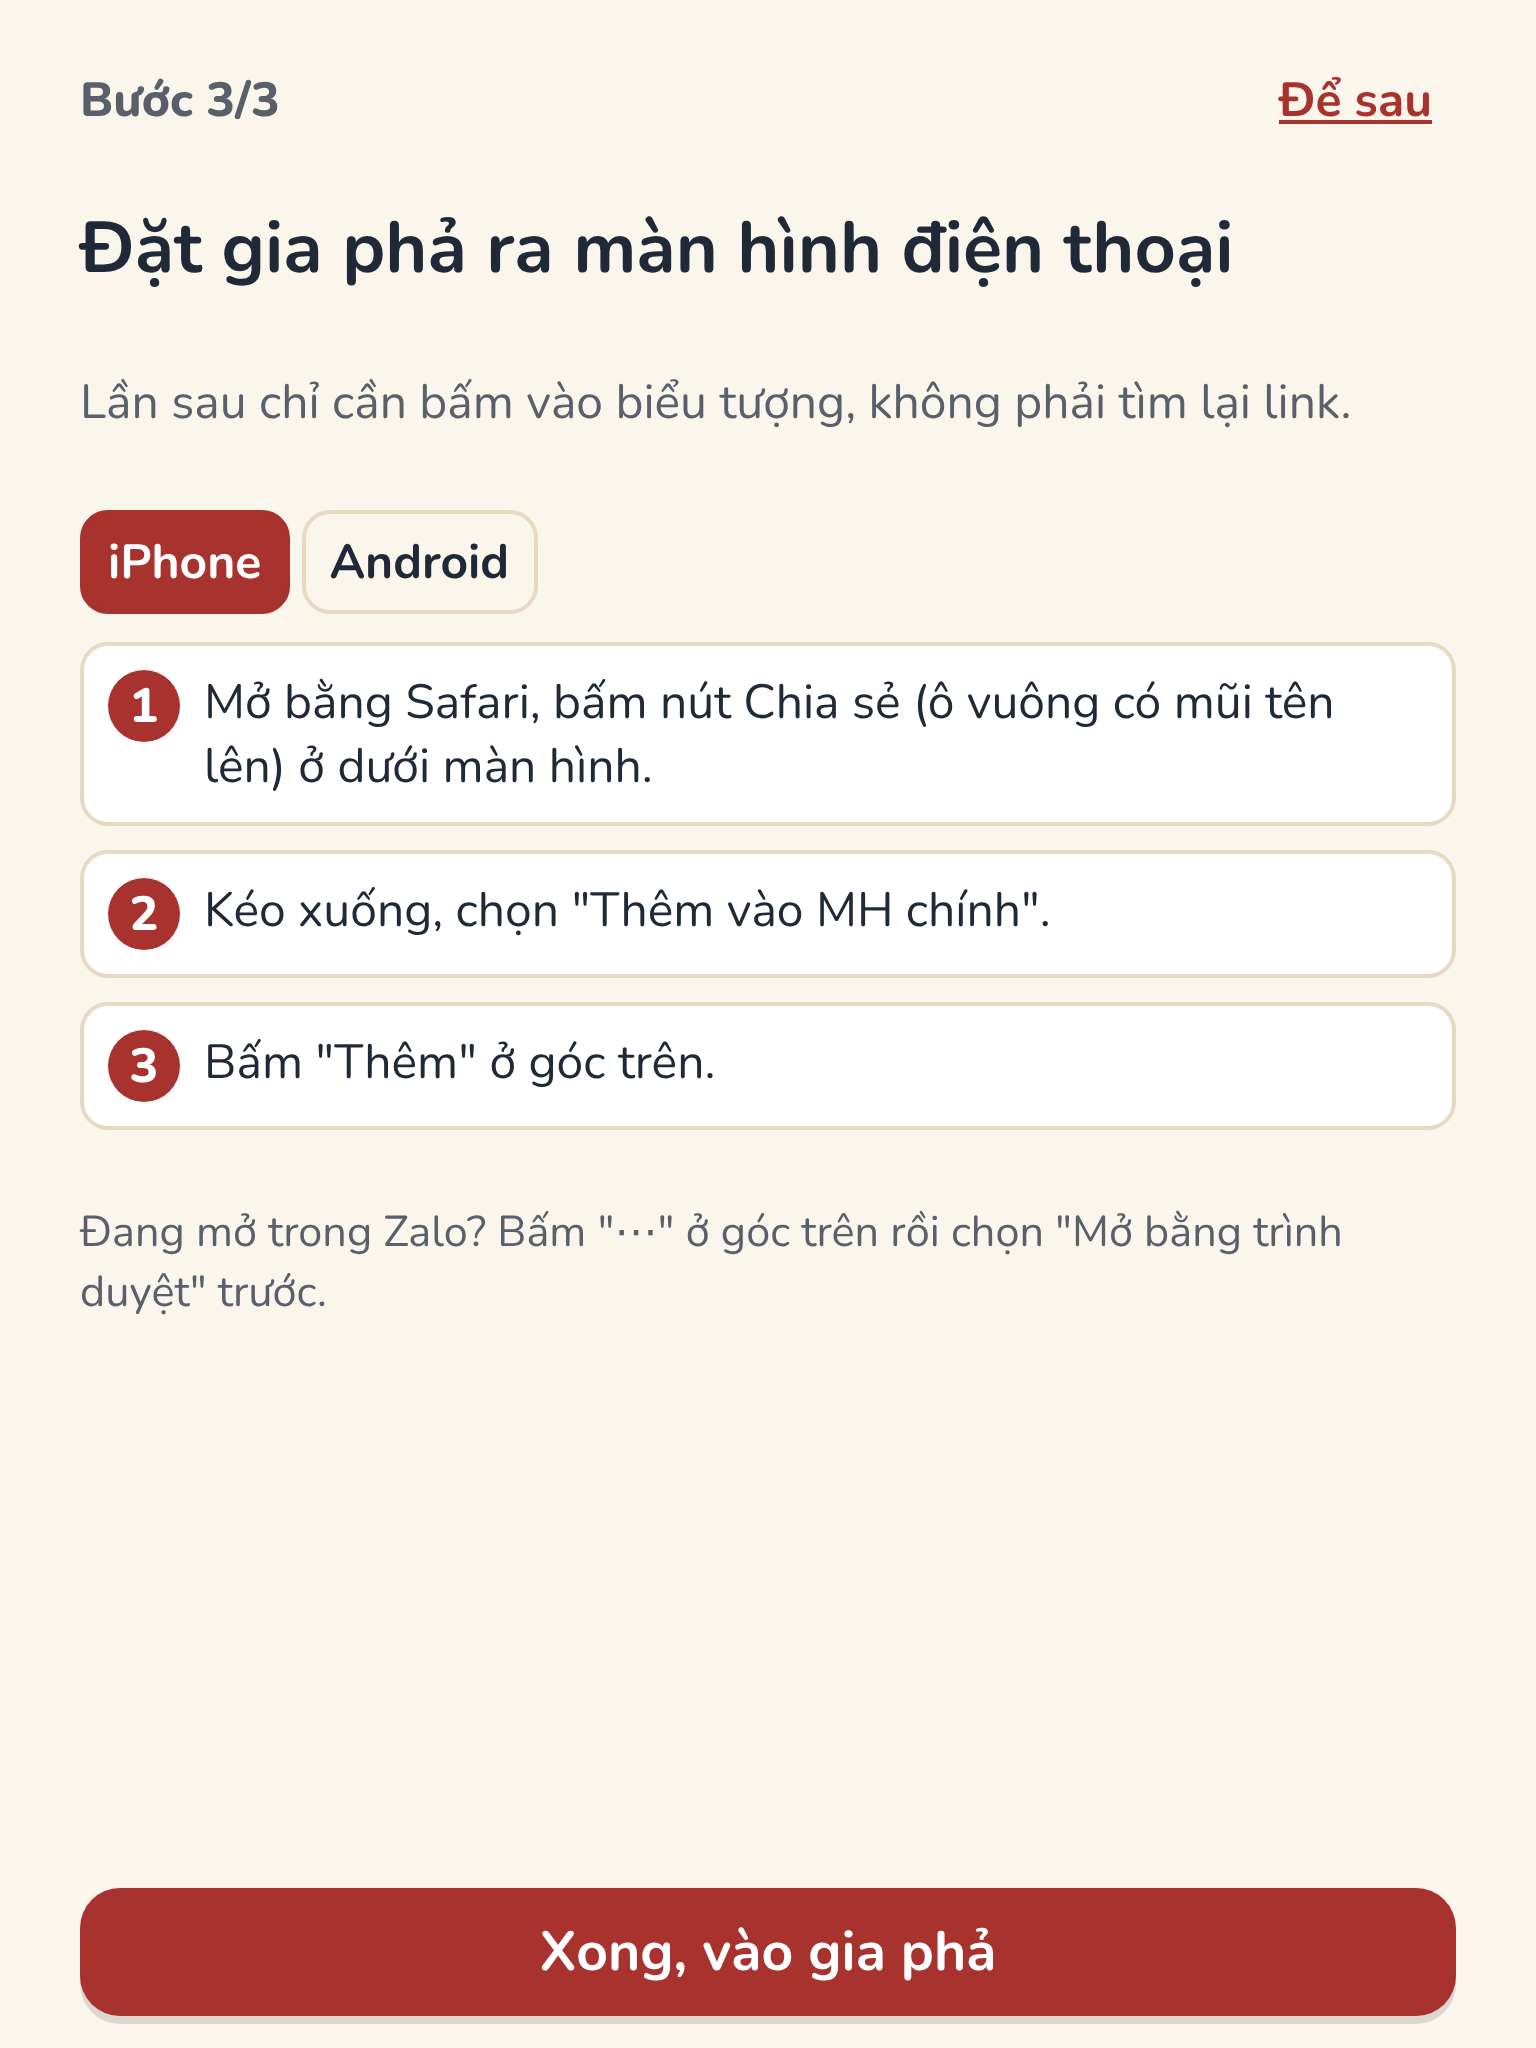 Bước 3/3
Để sau
Đặt gia phả ra màn hình điện thoại
Lần sau chỉ cần bấm vào biểu tượng, không phải tìm lại link.
iPhone
Android
1
Mở bằng Safari, bấm nút Chia sẻ (ô vuông có mũi tên
lên) ở dưới màn hình.
2
Kéo xuống, chọn "Thêm vào MH chính".
3
Bấm "Thêm" ở góc trên.
Đang mở trong Zalo? Bấm "⋯" ở góc trên rồi chọn "Mở bằng trình
duyệt" trước.
Xong, vào gia phả